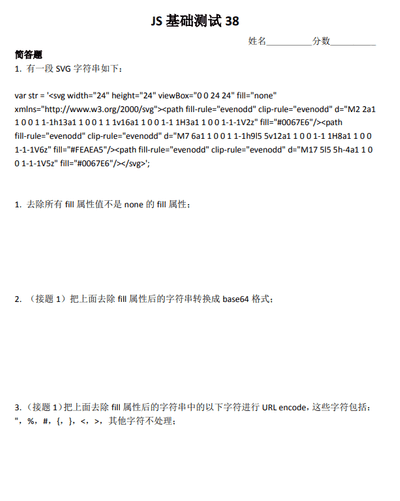 JS 基础测试 38
姓名__________分数__________
简答题
1. 有一段 SVG 字符串如下：
var str = '<svg width="24" height="24" viewBox="0 0 24 24" fill="none"
xmlns="http://www.w3.org/2000/svg"><path fill-rule="evenodd" clip-rule="evenodd" d="M2 2a1
1 0 0 1 1-1h13a1 1 0 0 1 1 1v16a1 1 0 0 1-1 1H3a1 1 0 0 1-1-1V2z" fill="#0067E6"/><path
fill-rule="evenodd" clip-rule="evenodd" d="M7 6a1 1 0 0 1 1-1h9l5 5v12a1 1 0 0 1-1 1H8a1 1 0 0
1-1-1V6z" fill="#FEAEA5"/><path fill-rule="evenodd" clip-rule="evenodd" d="M17 5l5 5h-4a1 1 0
0 1-1-1V5z" fill="#0067E6"/></svg>';
1. 去除所有 fill 属性值不是 none 的 fill 属性；
2. （接题 1）把上面去除 fill 属性后的字符串转换成 base64 格式；
3. （接题 1）把上面去除 fill 属性后的字符串中的以下字符进行 URL encode，这些字符包括：
"，%，#，{，}，<，>，其他字符不处理；